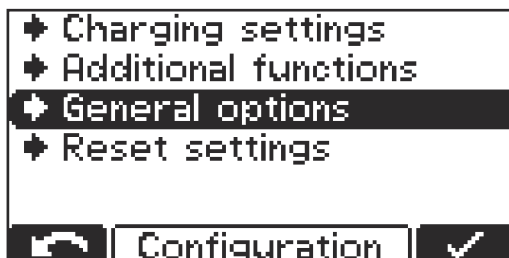 Charging settings
Additional functions
General options
Reset settings
Configuration